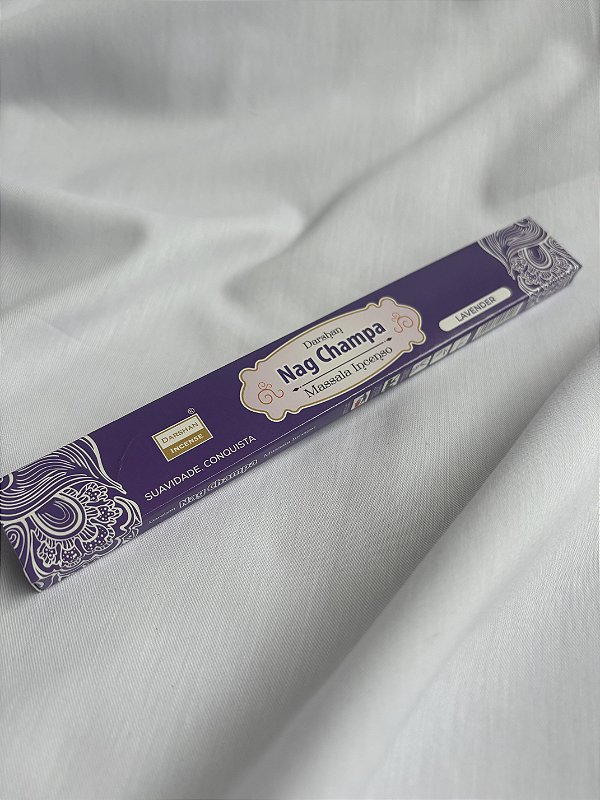 Darshan
Nag Champa
Massala Incenso
LAVENDER
DARSHAN
INCENSE
®
SUAVIDADE. CONQUISTA
Nag Champa